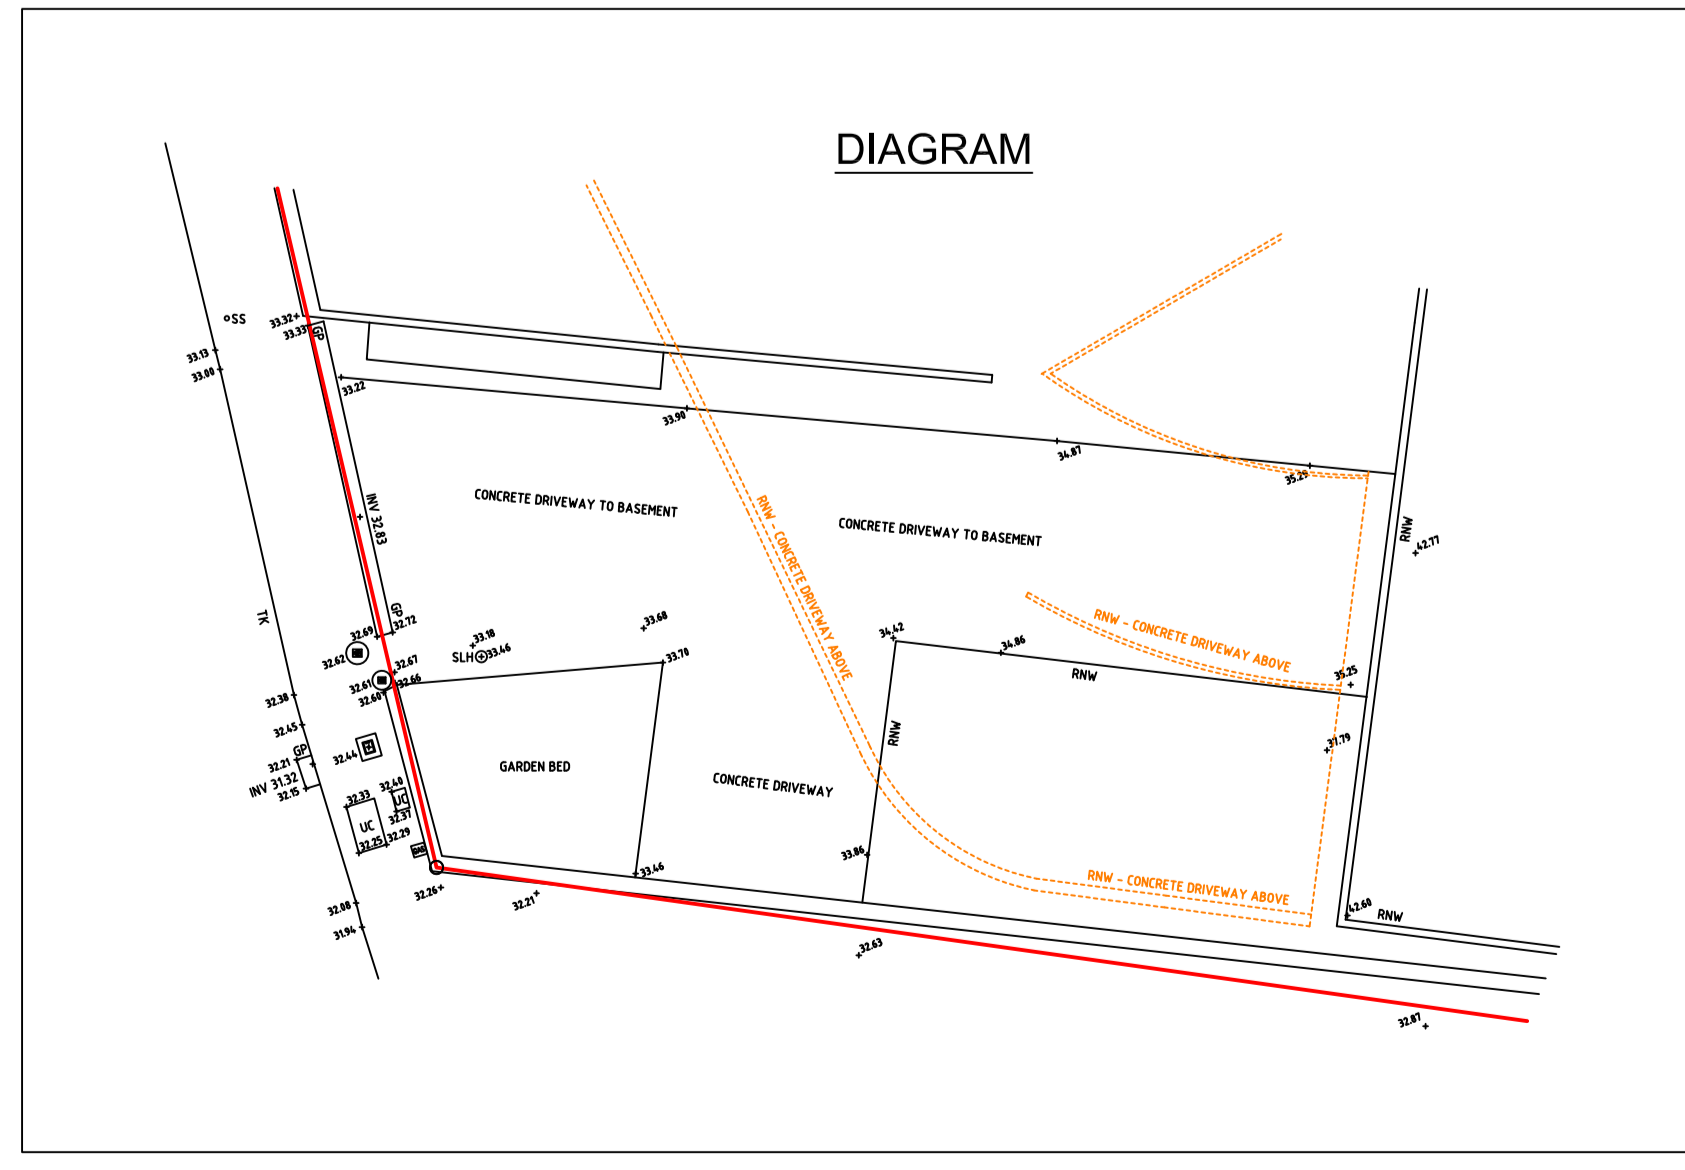 DIAGRAM
SS
33.32
33.33
GP
33.13
33.00
33.22
33.90
34.87
35.29
INV 32.83
CONCRETE DRIVEWAY TO BASEMENT
CONCRETE DRIVEWAY TO BASEMENT
RNW - CONCRETE DRIVEWAY ABOVE
RNW
42.77
TK
GP
32.72
32.69
32.62
33.18
33.68
SLH
33.46
34.42
34.86
RNW - CONCRETE DRIVEWAY ABOVE
33.70
32.67
32.66
32.61
32.60
RNW
35.25
32.38
32.45
GP
32.21
INV 31.32
32.15
32.44
RNW
37.79
GARDEN BED
CONCRETE DRIVEWAY
32.40
UC
32.37
32.33
UC
32.25
32.29
GAS
33.86
33.46
RNW - CONCRETE DRIVEWAY ABOVE
42.60
RNW
32.26
32.21
32.08
31.94
32.63
32.87